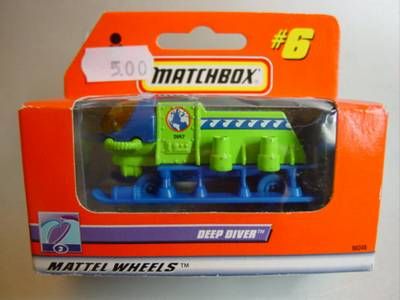 #6
5.00
MATCHBOX
DEEP DIVER™
MATTEL WHEELS™